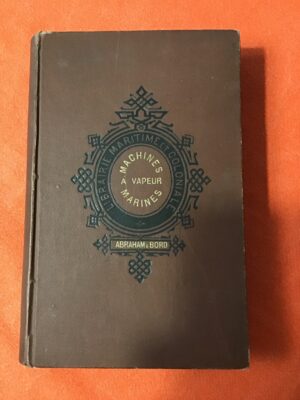 LIBRAIRIE MARITIME ET COLONIALE
MACHINES
A VAPEUR
MARINES
ABRAHAM & BORD